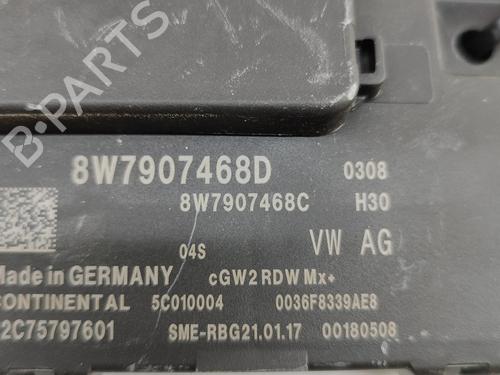 8W7907468D 0308
8W7907468C H30
04S VW AG
Made in GERMANY cGW2 RDW Mx+
CONTINENTAL 5C010004 0036F8339AE8
2C75797601 SME-RBG21.01.17 00180508
B-PARTS